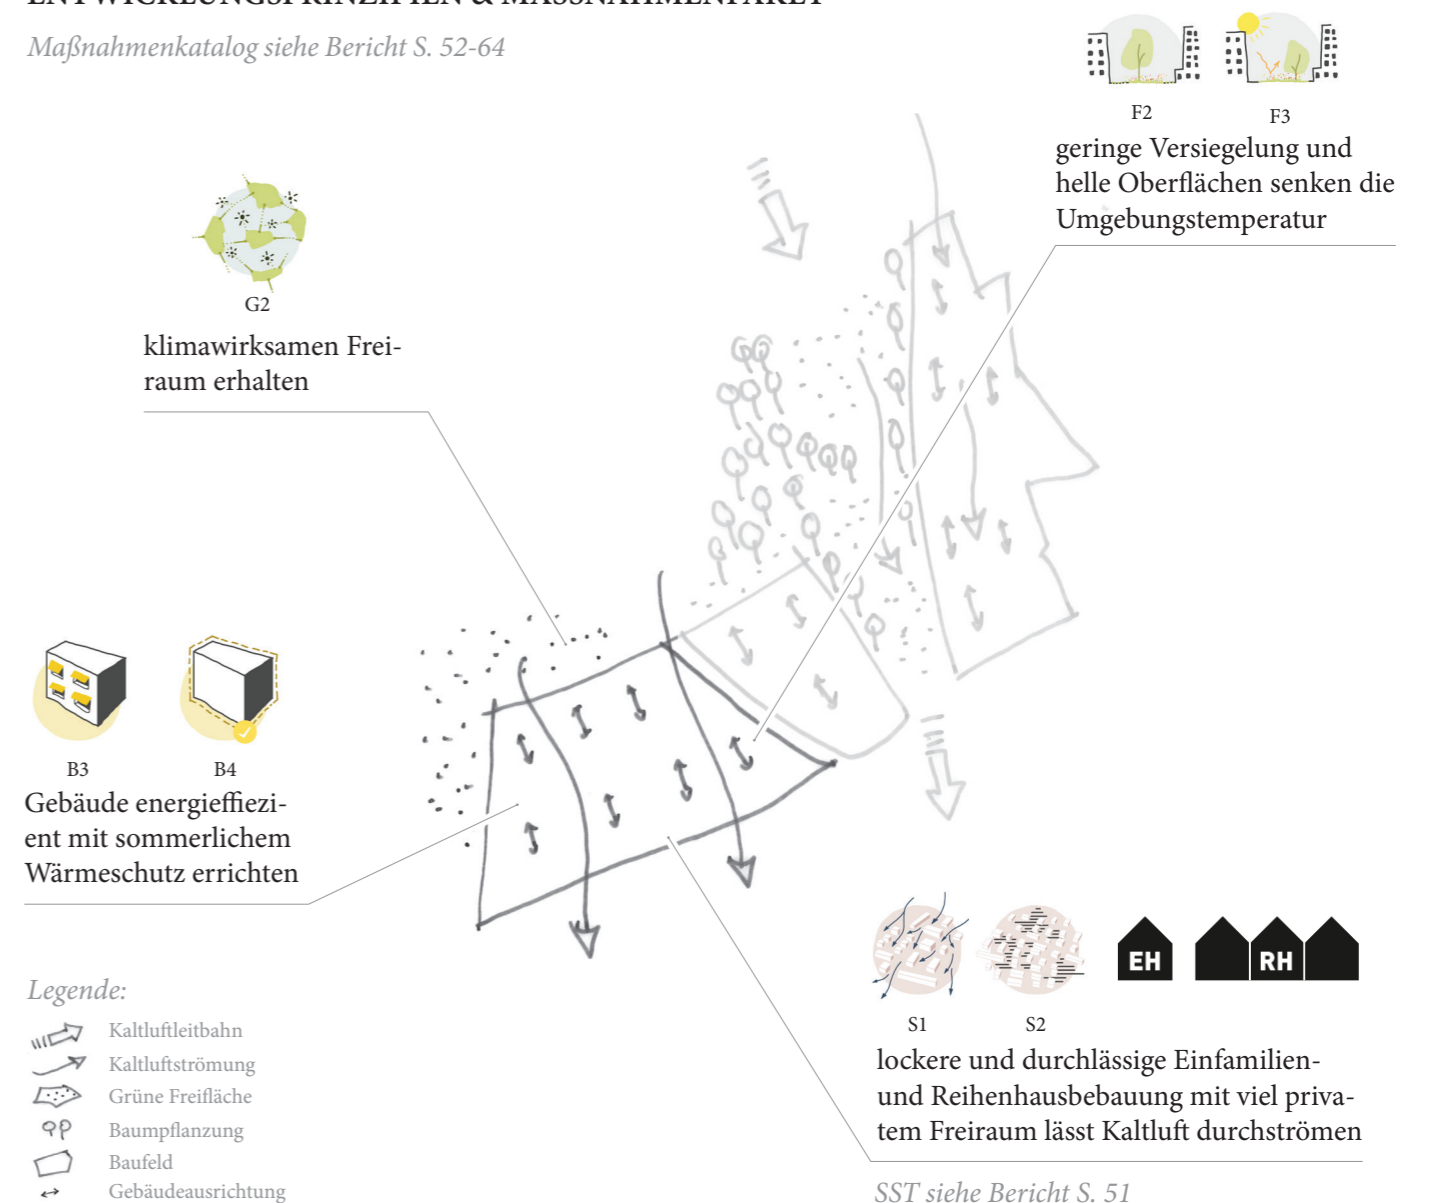 ENTWICKLUNGSPRINZIPIEN & MASSNAHMENPAKET
Maßnahmenkatalog siehe Bericht S. 52-64
F2
F3
geringe Versiegelung und
helle Oberflächen senken die
Umgebungstemperatur
G2
klimawirksamen Frei-
raum erhalten
B3
B4
Gebäude energieffiezi-
ent mit sommerlichem
Wärmeschutz errichten
EH
RH
S1
S2
lockere und durchlässige Einfamilien-
und Reihenhausbebauung mit viel priva-
tem Freiraum lässt Kaltluft durchströmen
SST siehe Bericht S. 51
Legende:
Kaltluftleitbahn
Kaltluftströmung
Grüne Freifläche
Baumpflanzung
Baufeld
Gebäudeausrichtung